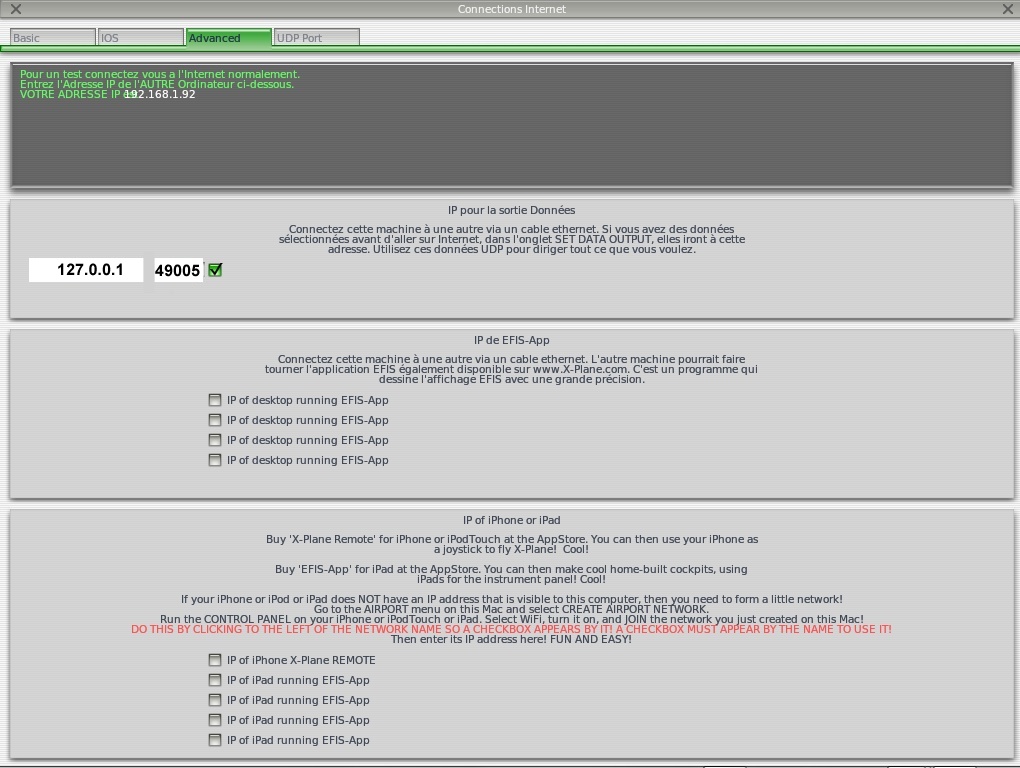 Connections Internet
Basic
IOS
Advanced
UDP Port
Pour un test connectez vous a l'Internet normalement.
Entrez l'Adresse IP de l'AUTRE Ordinateur ci-dessous.
VOTRE ADRESSE IP 192.168.1.92
IP pour la sortie Données
Connectez cette machine à une autre via un cable ethernet. Si vous avez des données
sélectionnées avant d'aller sur Internet, dans l'onglet SET DATA OUTPUT, elles iront à cette
adresse. Utilisez ces données UDP pour diriger tout ce que vous voulez.
127.0.0.1 49005
IP de EFIS-App
Connectez cette machine à une autre via un cable ethernet. L'autre machine pourrait faire
tourner l'application EFIS également disponible sur www.X-Plane.com. C'est un programme qui
dessine l'affichage EFIS avec une grande précision.
IP of desktop running EFIS-App
IP of desktop running EFIS-App
IP of desktop running EFIS-App
IP of desktop running EFIS-App
IP of iPhone or iPad
Buy 'X-Plane Remote' for iPhone or iPodTouch at the AppStore. You can then use your iPhone as
a joystick to fly X-Plane! Cool!
Buy 'EFIS-App' for iPad at the AppStore. You can then make cool home-built cockpits, using
iPads for the instrument panel! Cool!
If your iPhone or iPod or iPad does NOT have an IP address that is visible to this computer, then you need to form a little network!
Go to the AIRPORT menu on this Mac and select CREATE AIRPORT NETWORK.
Run the CONTROL PANEL on your iPhone or iPodTouch or iPad. Select WiFi, turn it on, and JOIN the network you just created on this Mac!
DO THIS BY CLICKING TO THE LEFT OF THE NETWORK NAME SO A CHECKBOX APPEARS BY IT! A CHECKBOX MUST APPEAR BY THE NAME TO USE IT!
Then enter its IP address here! FUN AND EASY!
IP of iPhone X-Plane REMOTE
IP of iPad running EFIS-App
IP of iPad running EFIS-App
IP of iPad running EFIS-App
IP of iPad running EFIS-App